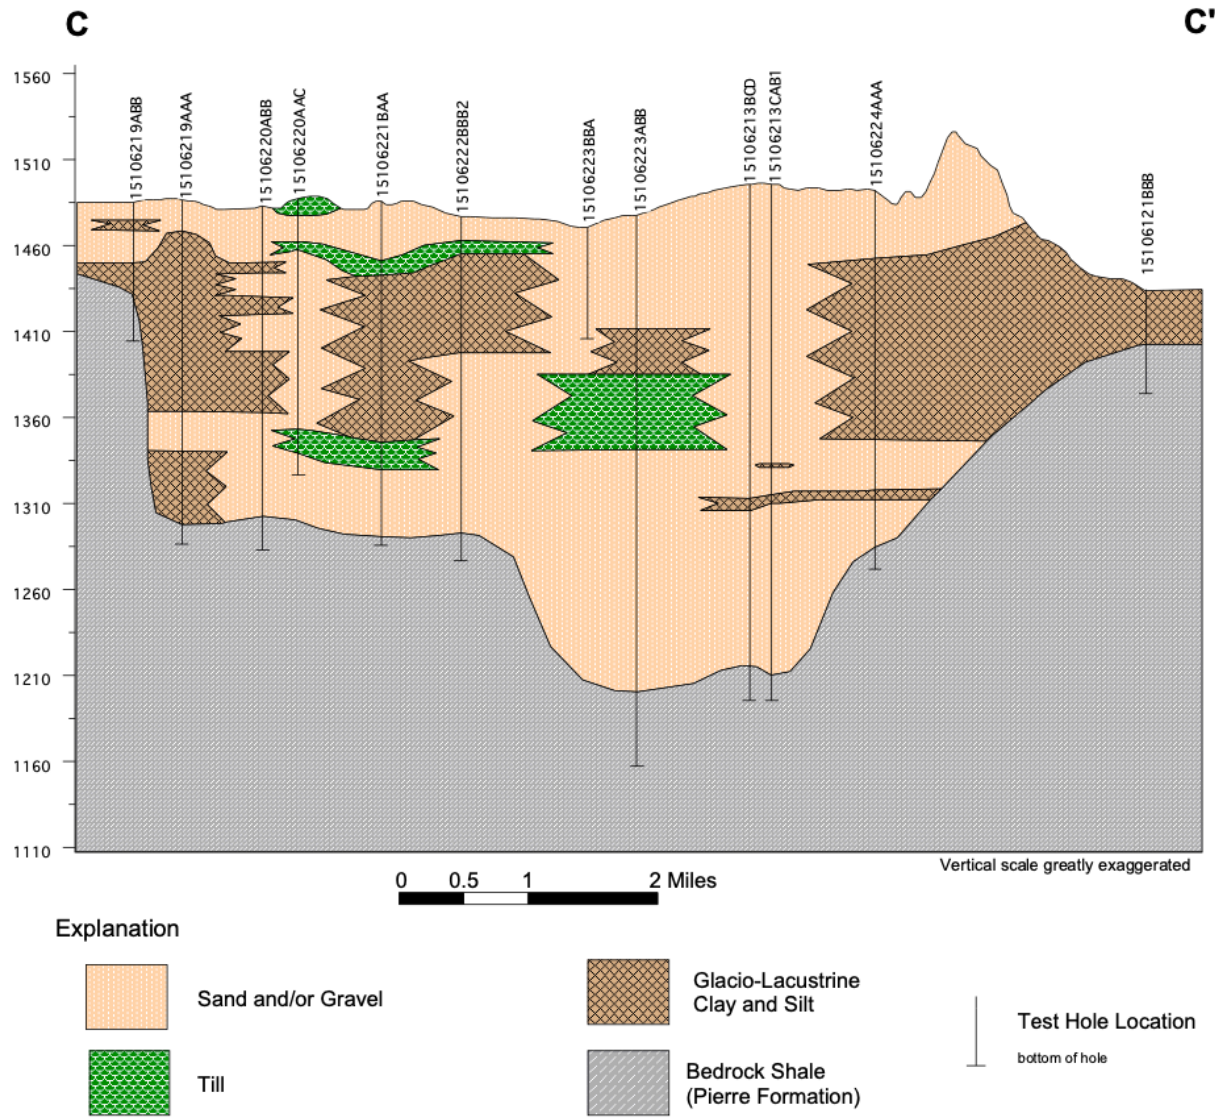 C
C'
1560
1510
1460
1410
1360
1310
1260
1210
1160
1110
15106219ABB
15106219AAA
15106220ABB
15106220AAC
15106221BAA
15106222BBB2
15106223BBA
15106223ABB
15106213BCD
15106213CAB1
15106224AAA
15106121BBB
Vertical scale greatly exaggerated
0 0.5 1 2 Miles
Explanation
Sand and/or Gravel
Glacio-Lacustrine
Clay and Silt
Test Hole Location
bottom of hole
Till
Bedrock Shale
(Pierre Formation)